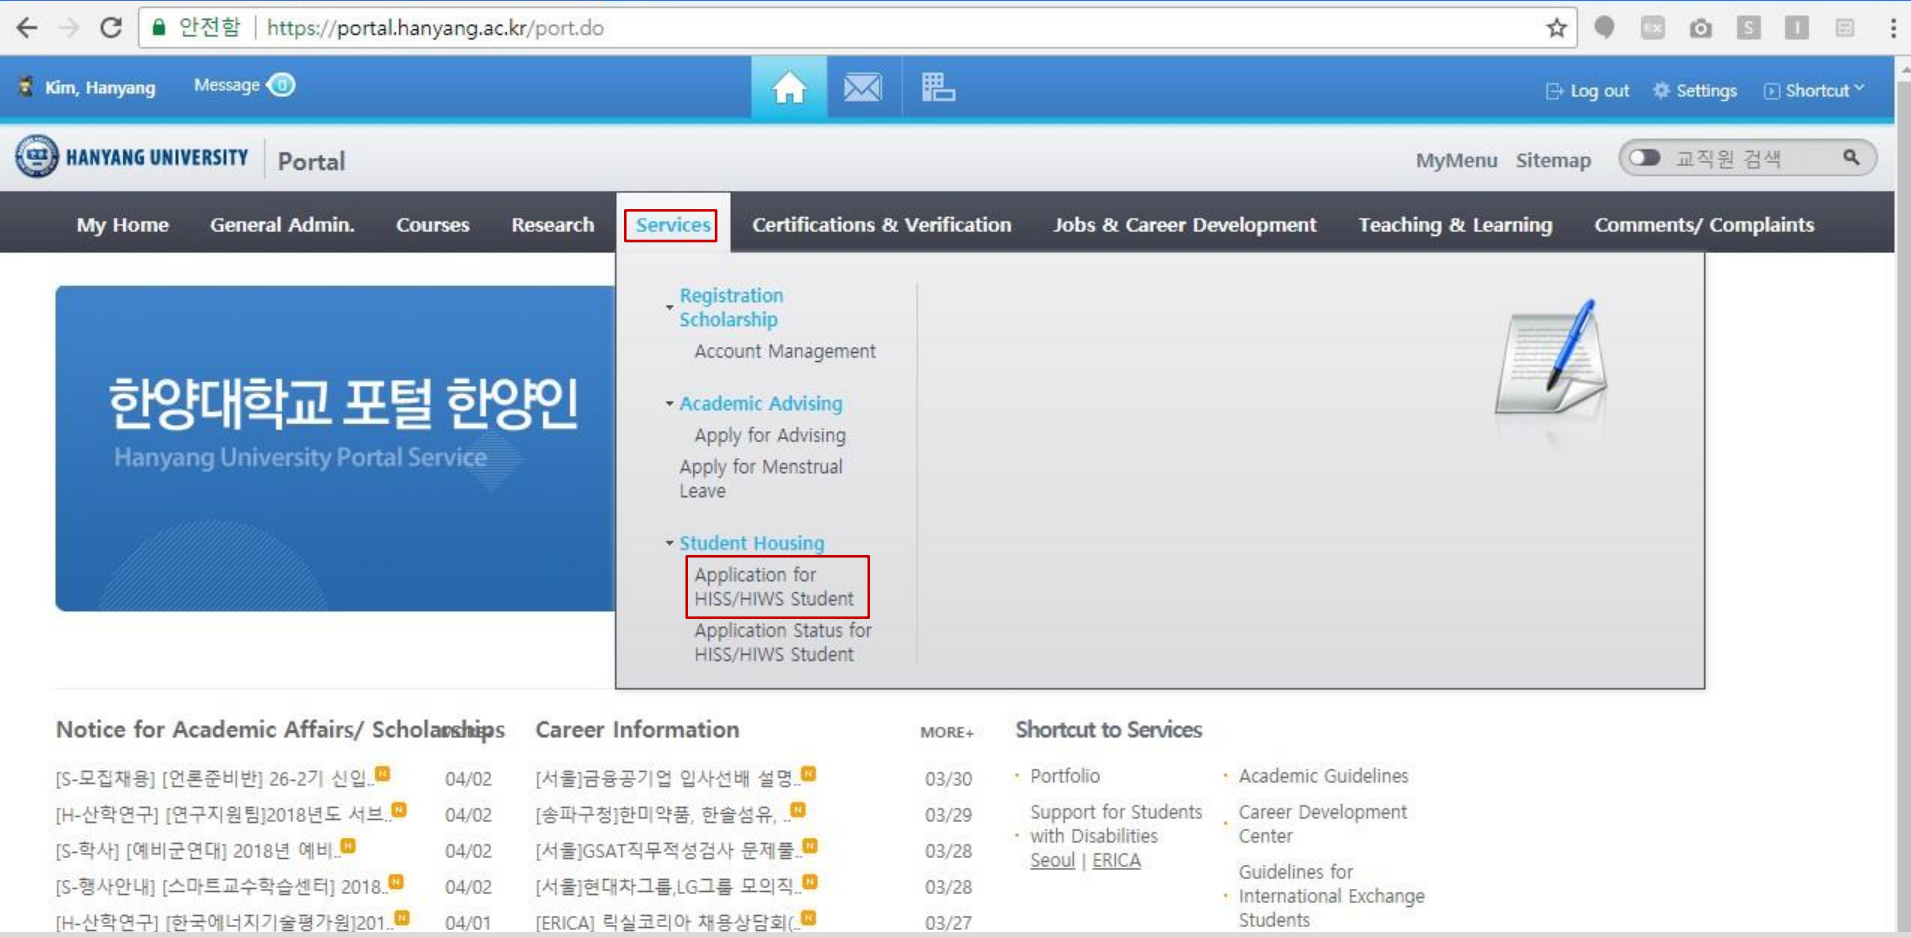 안전함 | https://portal.hanyang.ac.kr/port.do
Kim, Hanyang Message 0 Log out Settings Shortcut
HANYANG UNIVERSITY Portal MyMenu Sitemap 교직원 검색
My Home General Admin. Courses Research Services Certifications & Verification Jobs & Career Development Teaching & Learning Comments/ Complaints
한양대학교 포털 한양인
Hanyang University Portal Service
Registration
Scholarship
Account Management
Academic Advising
Apply for Advising
Apply for Menstrual
Leave
Student Housing
Application for
HISS/HIWS Student
Application Status for
HISS/HIWS Student
Notice for Academic Affairs/ Scholarships
[S-모집채용] [언론준비반] 26-2기 신입.. N 04/02
[H-산학연구] [연구지원팀]2018년도 서브.. N 04/02
[S-학사] [예비군연대] 2018년 예비.. N 04/02
[S-행사안내] [스마트교수학습센터] 2018.. N 04/02
[H-산학연구] [한국에너지기술평가원]201.. N 04/01
Career Information MORE+
[서울]금융공기업 입사선배 설명.. N 03/30
[송파구청]한미약품, 한솔섬유, .. N 03/29
[서울]GSAT직무적성검사 문제풀.. N 03/28
[서울]현대차그룹,LG그룹 모의직.. N 03/28
[ERICA] 릭실코리아 채용상담회(.. N 03/27
Shortcut to Services
Portfolio
Support for Students
with Disabilities
Seoul | ERICA
Academic Guidelines
Career Development
Center
Guidelines for
International Exchange
Students